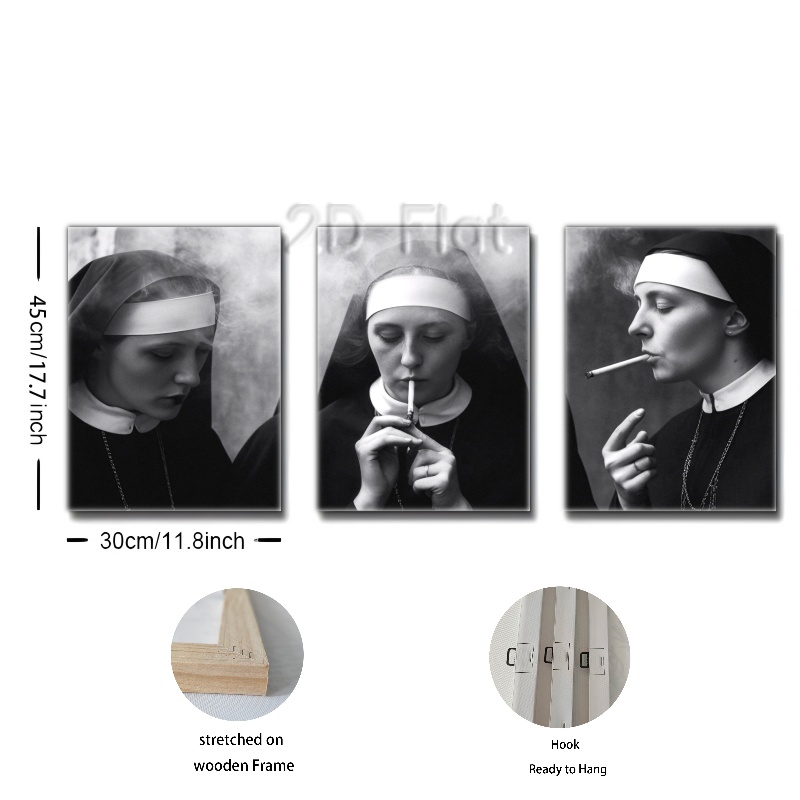 2D Flat
45cm/17.7inch
30cm/11.8inch
stretched on
wooden Frame
Hook
Ready to Hang